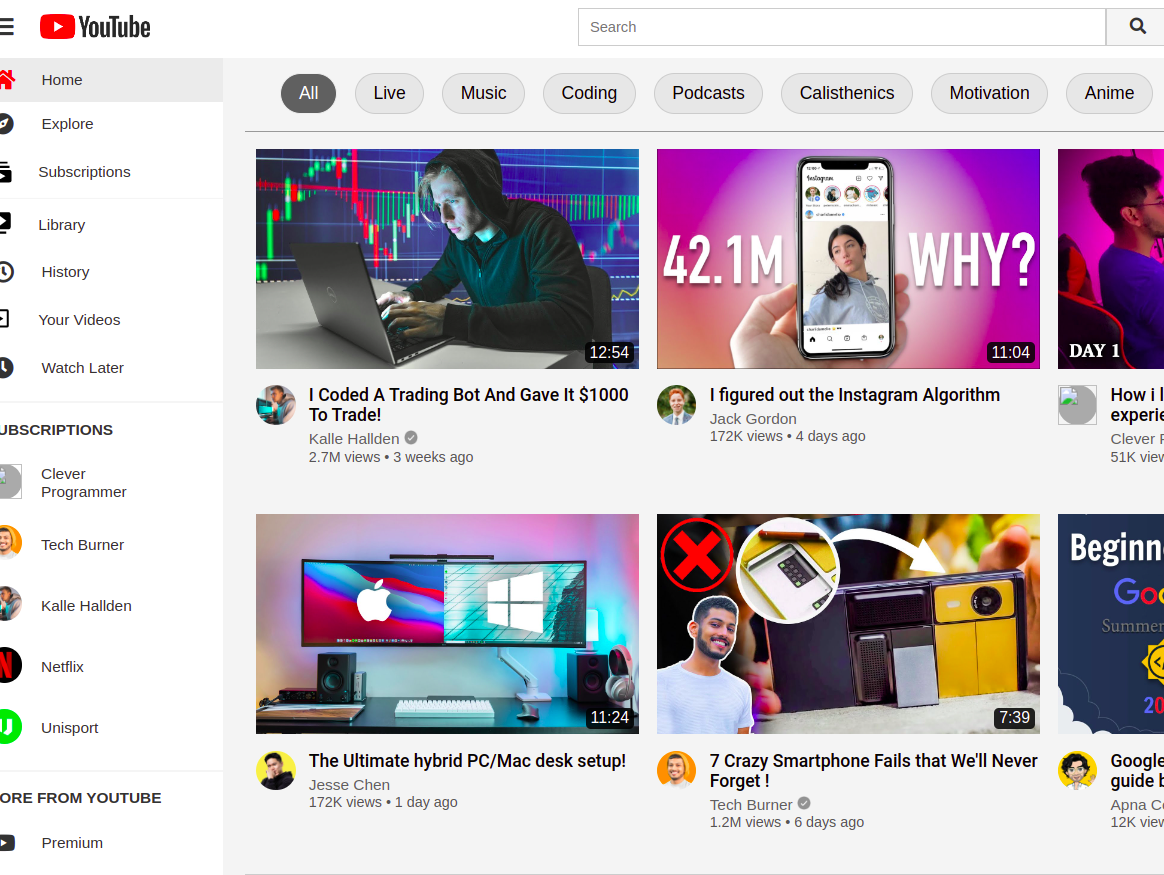 YouTube
Search
Home
Explore
Subscriptions
Library
History
Your Videos
Watch Later
UBSCRIPTIONS
Clever
Programmer
Tech Burner
Kalle Hallden
Netflix
Unisport
ORE FROM YOUTUBE
Premium
All
Live
Music
Coding
Podcasts
Calisthenics
Motivation
Anime
12:54
I Coded A Trading Bot And Gave It $1000
To Trade!
Kalle Hallden
2.7M views • 3 weeks ago
Instagram
42.1M
WHY?
11:04
I figured out the Instagram Algorithm
Jack Gordon
172K views • 4 days ago
DAY 1
How i l
experie
Clever P
51K view
11:24
The Ultimate hybrid PC/Mac desk setup!
Jesse Chen
172K views • 1 day ago
7:39
7 Crazy Smartphone Fails that We'll Never
Forget !
Tech Burner
1.2M views • 6 days ago
Beginn
Goo
Summer
20
Google
guide b
Apna Co
12K view